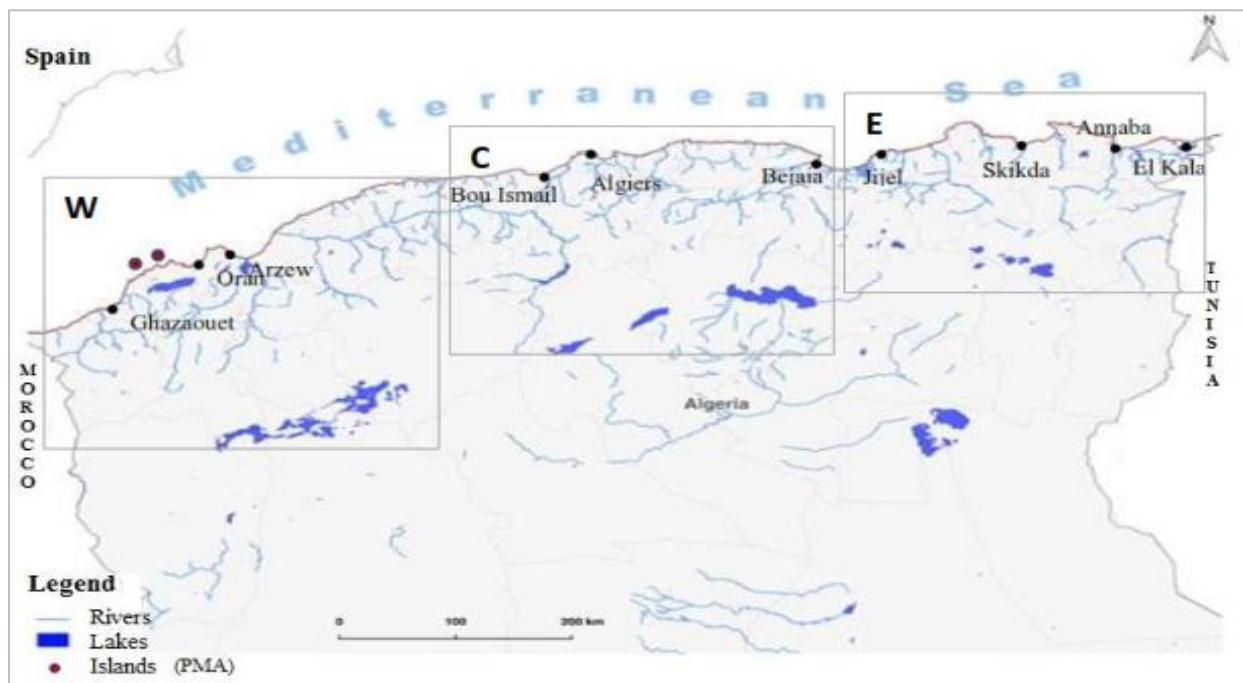 N
Spain
Mediterranean Sea
E
Annaba
C
Skikda
El Kala
Algiers
Bejaia
Jijel
Bou Ismail
W
Oran
Arzew
Ghazaouet
TUNISIA
MOROCCO
Algeria
Legend
Rivers
Lakes
Islands (PMA)
0 100 200 km